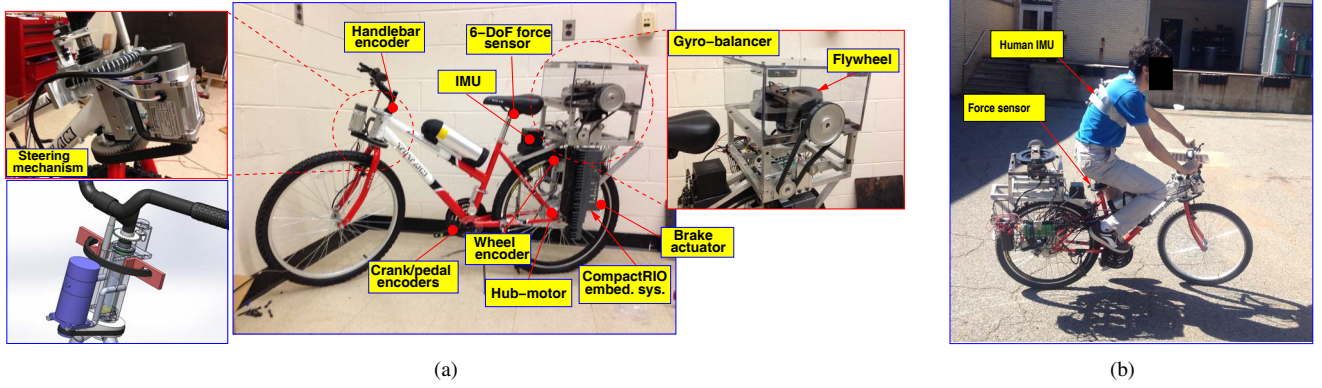 Steering
mechanism
Handlebar
encoder
6-DoF force
sensor
IMU
Gyro-balancer
Flywheel
Crank/pedal
encoders
Wheel
encoder
Hub-motor
CompactRIO
embed. sys.
Brake
actuator
(a)
Human IMU
Force sensor
(b)